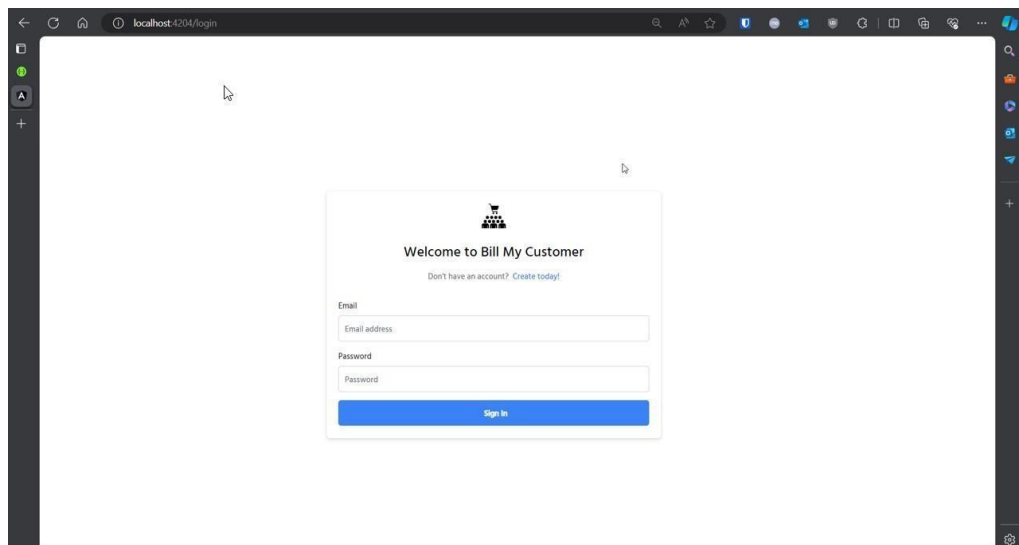 localhost:4204/login
Welcome to Bill My Customer
Don't have an account? Create today!
Email
Email address
Password
Password
Sign In